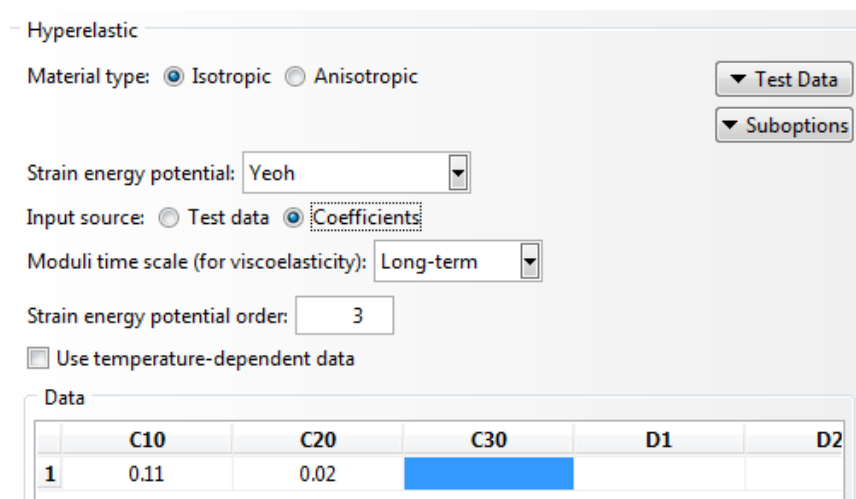 Hyperelastic
Material type: Isotropic Anisotropic
Test Data
Suboptions
Strain energy potential: Yeoh
Input source: Test data Coefficients
Moduli time scale (for viscoelasticity): Long-term
Strain energy potential order: 3
Use temperature-dependent data
Data
C10 C20 C30 D1 D2
1 0.11 0.02